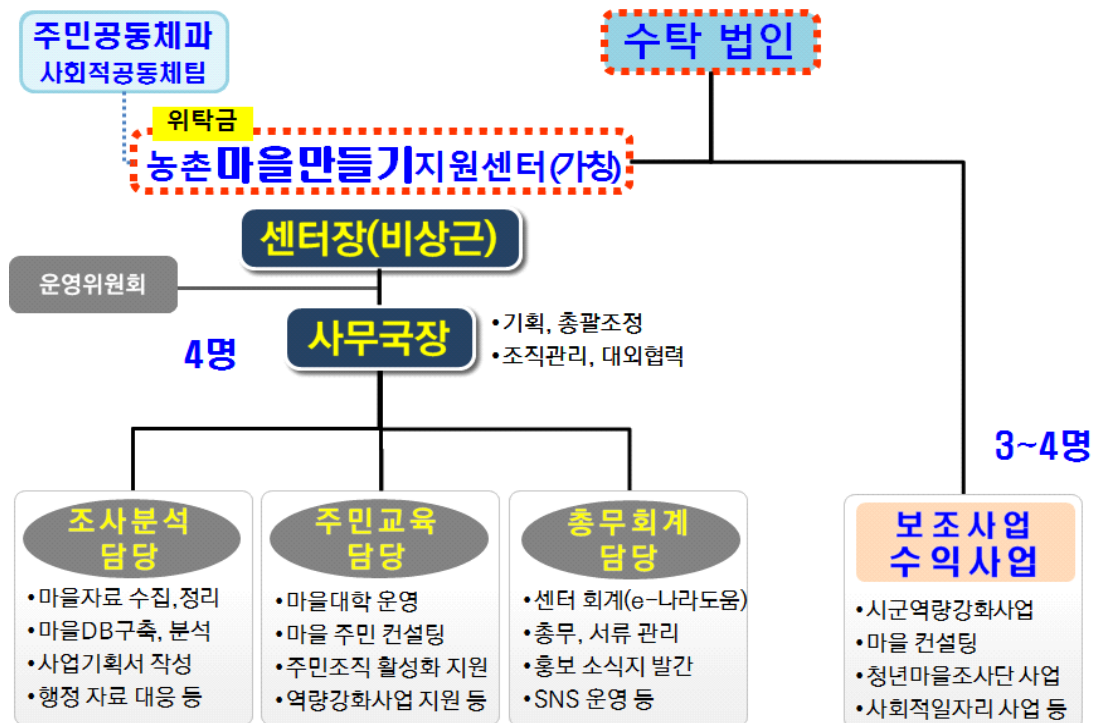 주민공동체과
사회적공동체팀
수탁 법인
위탁금
농촌마을만들기지원센터(가칭)
센터장(비상근)
운영위원회
사무국장
•기획, 총괄조정
•조직관리, 대외협력
4명
3~4명
조사분석
담당
•마을자료 수집,정리
•마을DB구축, 분석
•사업기획서 작성
•행정 자료 대응 등
주민교육
담당
•마을대학 운영
•마을 주민 컨설팅
•주민조직 활성화 지원
•역량강화사업 지원 등
총무회계
담당
•센터 회계(e-나라도움)
•총무, 서류 관리
•홍보 소식지 발간
•SNS 운영 등
보조사업
수익사업
•시군역량강화사업
•마을 컨설팅
•청년마을조사단 사업
•사회적일자리 사업 등